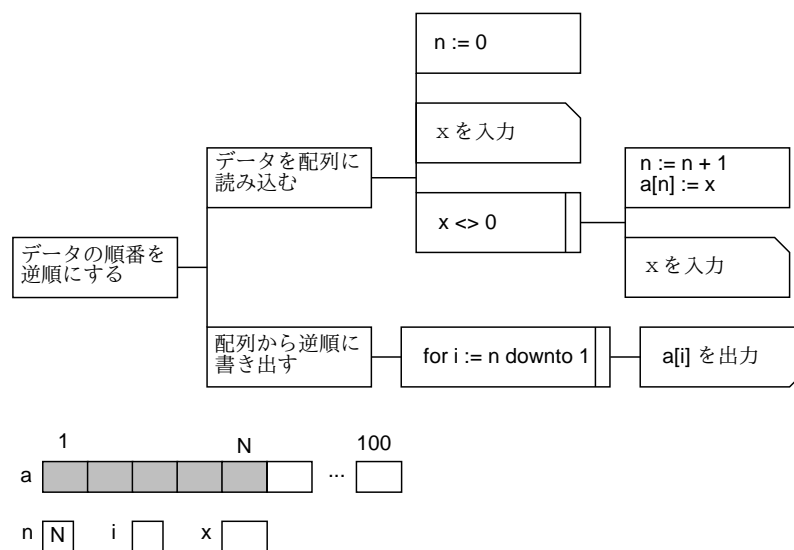 n := 0
x を入力
データを配列に
読み込む
n := n + 1
a[n] := x
x <> 0
データの順番を
逆順にする
x を入力
配列から逆順に
書き出す
for i := n downto 1
a[i] を出力
1 N 100
a ...
n N i x